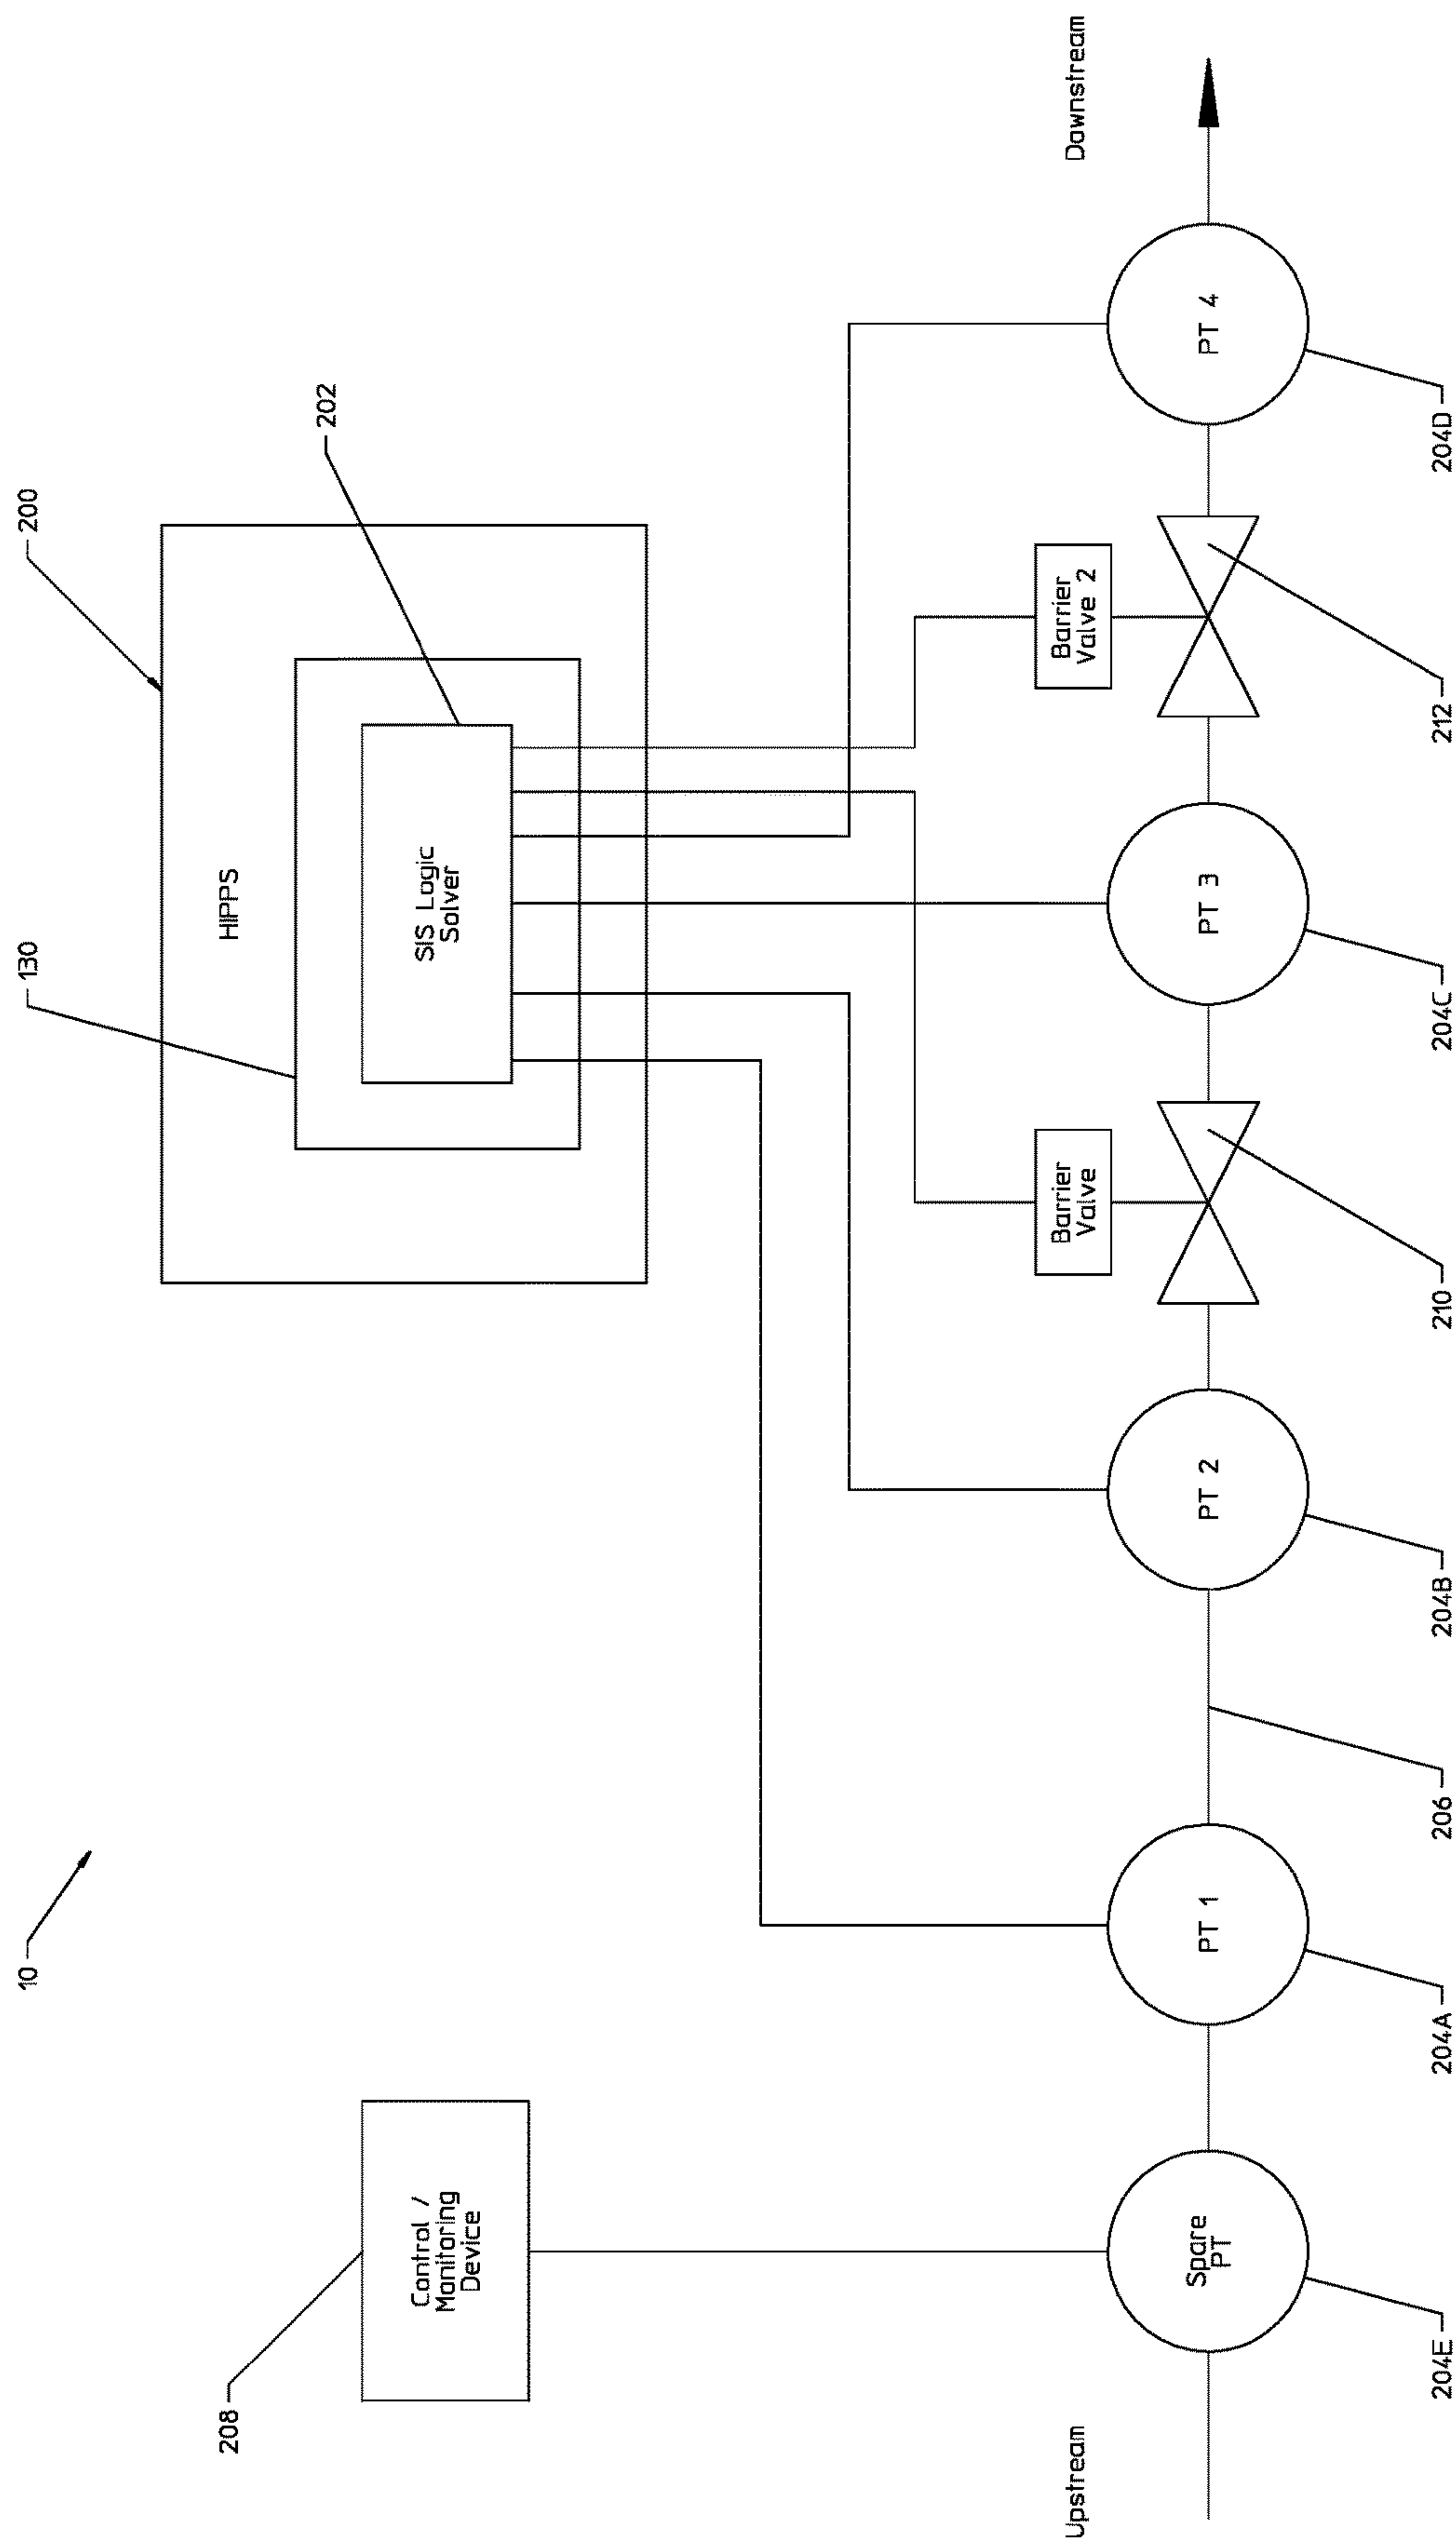 10
200
130
HIPPS
202
SIS Logic
Solver
208
Control /
Monitoring
Device
Upstream
Downstream
Barrier
Valve
Barrier
Valve 2
Spare
PT
PT 1
PT 2
PT 3
PT 4
204E
204A
206
204B
210
204C
212
204D